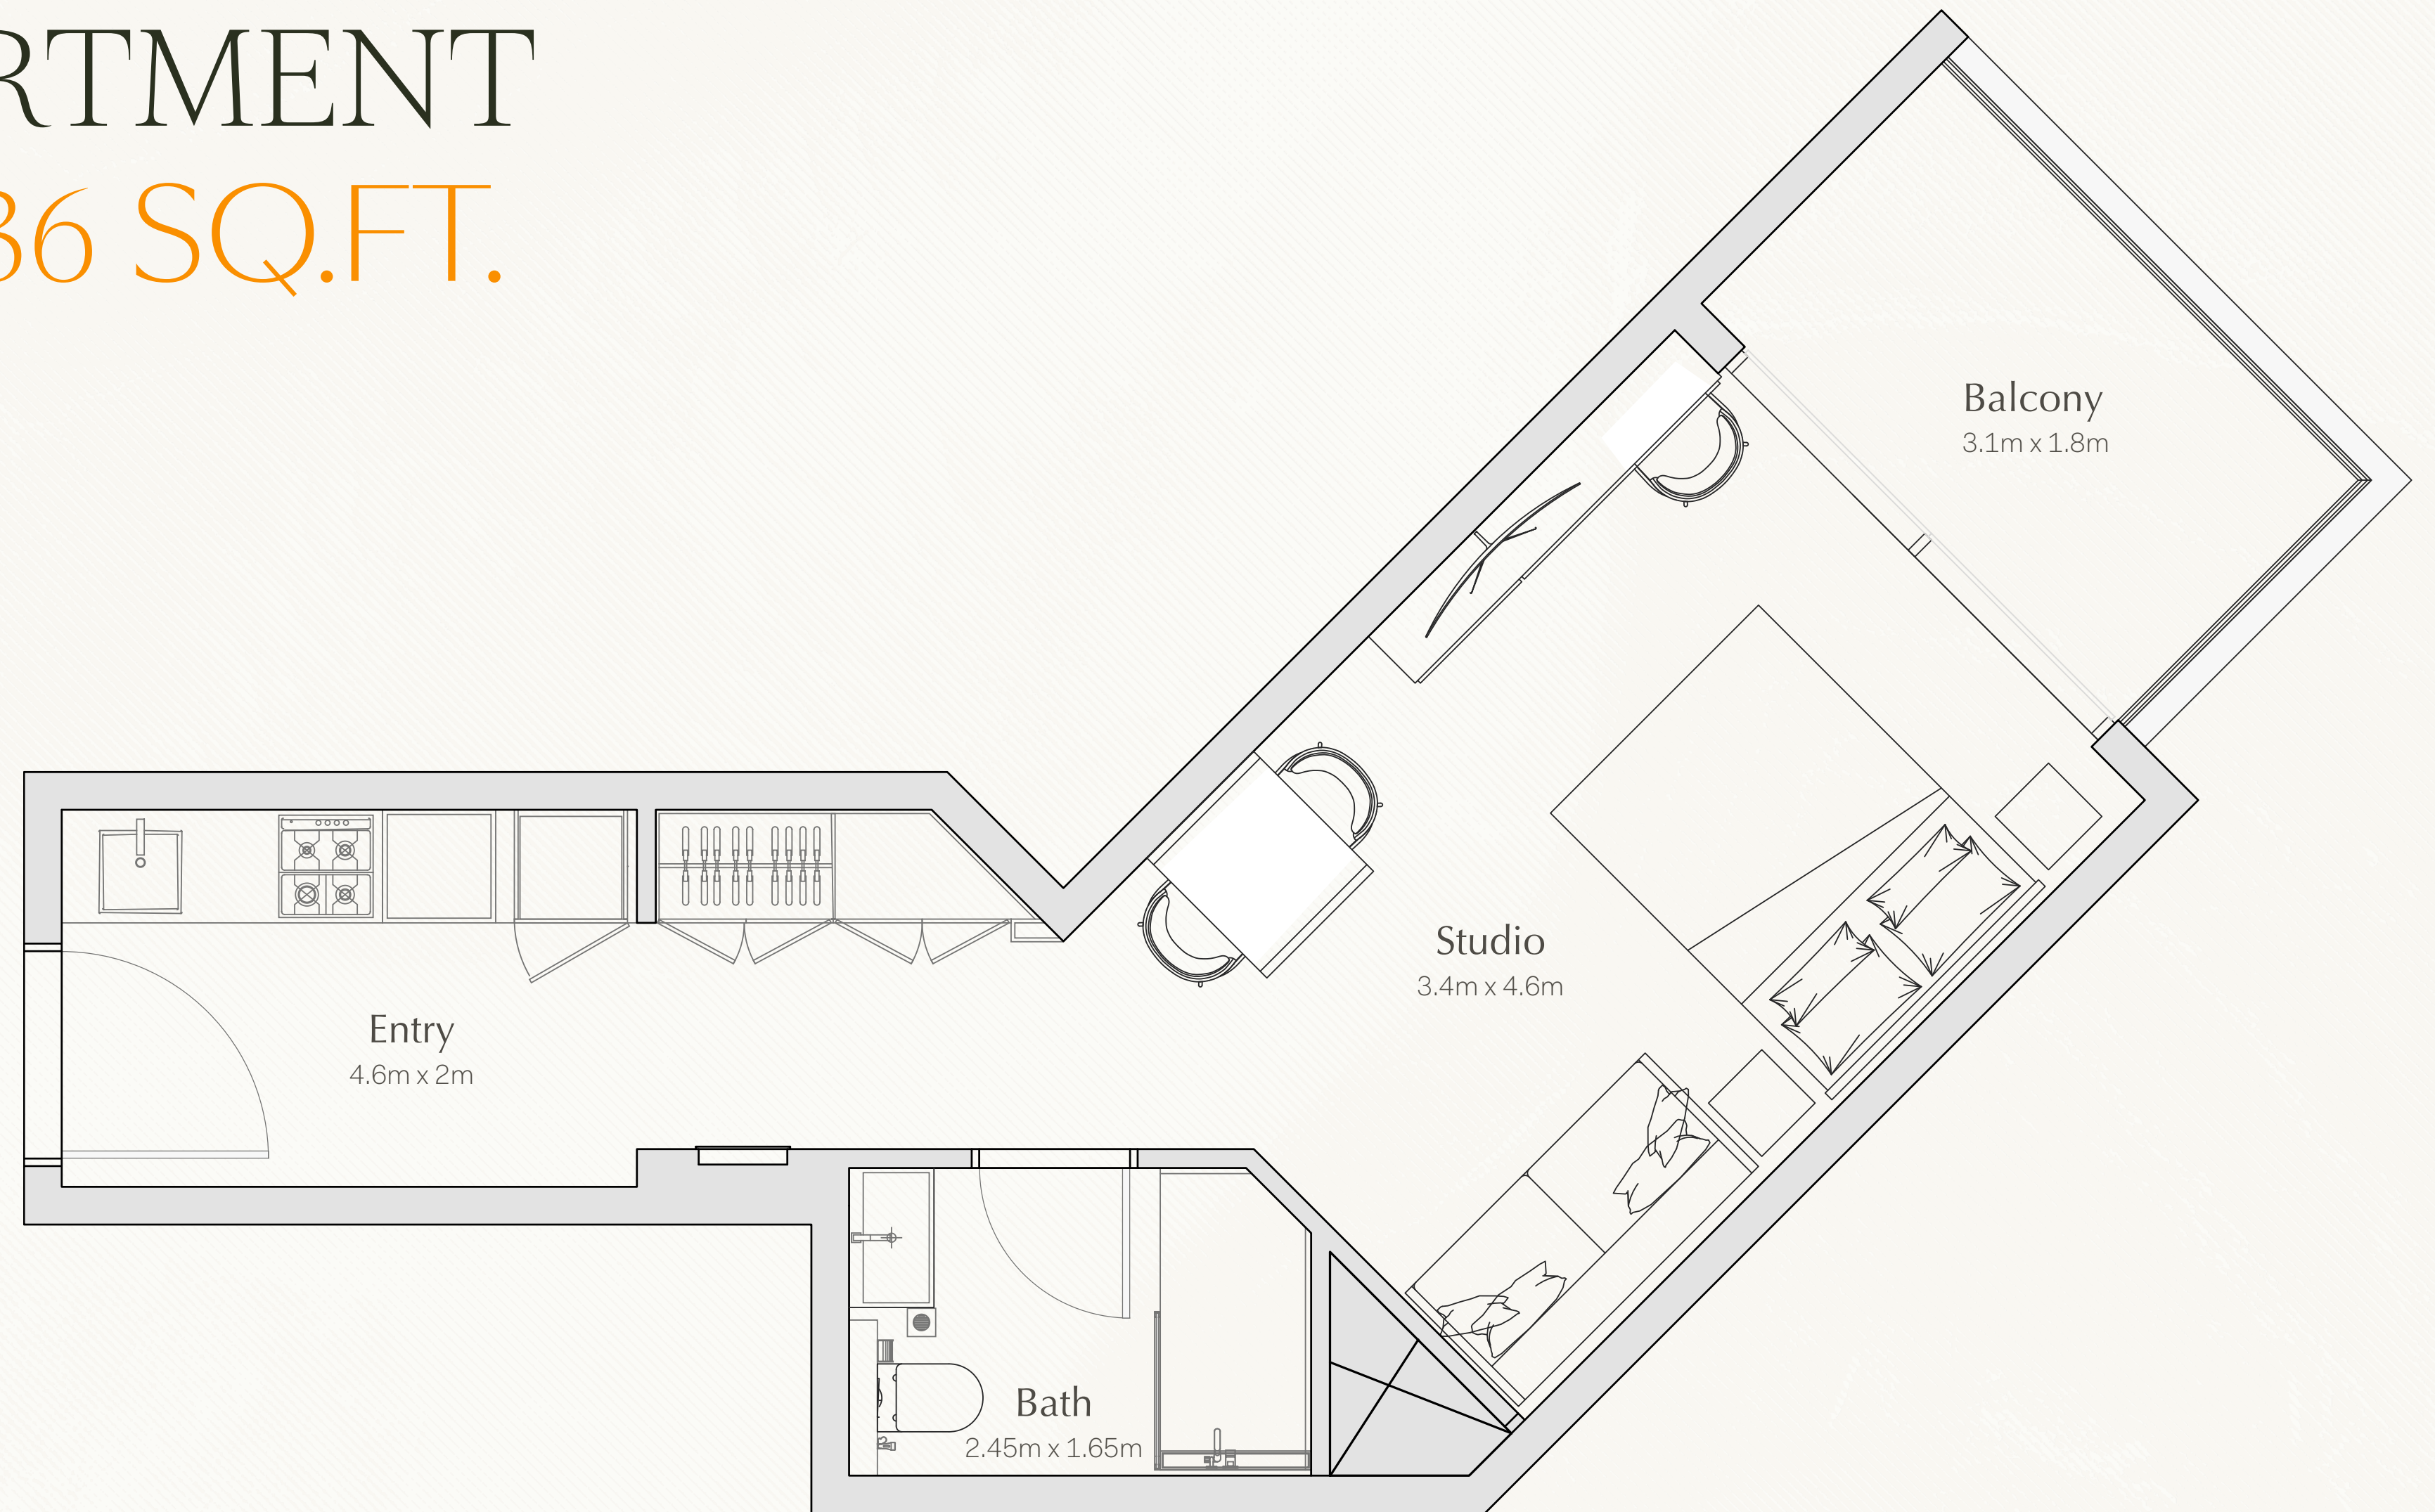 RTMENT
36 SQ.FT.
Balcony
3.1m x 1.8m
Studio
3.4m x 4.6m
Entry
4.6m x 2m
Bath
2.45m x 1.65m